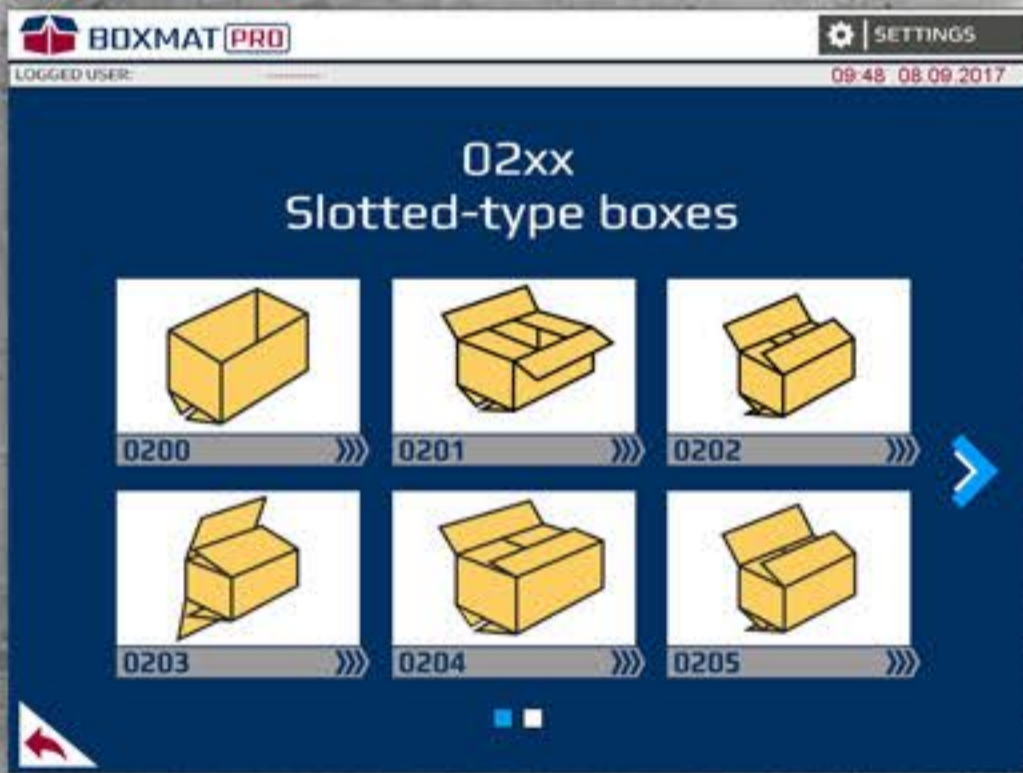 BOXMAT PRO
SETTINGS
LOGGED USER:
09:48 08.09.2017
02xx
Slotted-type boxes
0200
0201
0202
0203
0204
0205